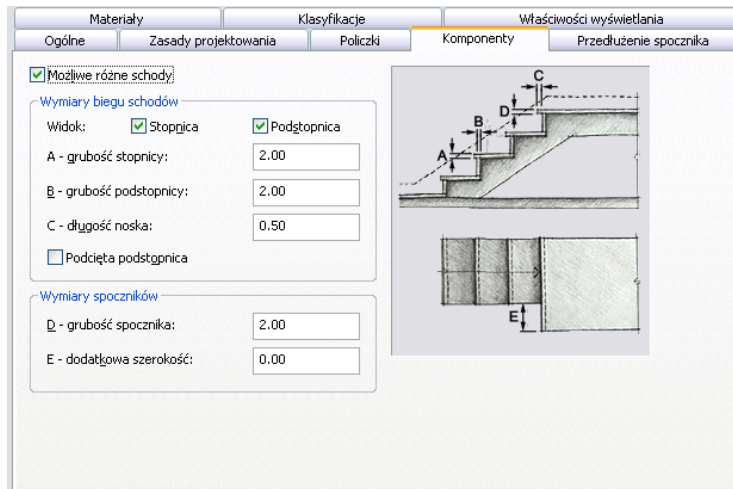 Materiały Klasyfikacje Właściwości wyświetlania
Ogólne Zasady projektowania Policzki Komponenty Przedłużenie spocznika
Możliwe różne schody
Wymiary biegu schodów
Widok: Stopnica Podstopnica
A - grubość stopnicy: 2.00
B - grubość podstopnicy: 2.00
C - długość noska: 0.50
Podcięta podstopnica
Wymiary spoczników
D - grubość spocznika: 2.00
E - dodatkowa szerokość: 0.00
C
D
B
A
E